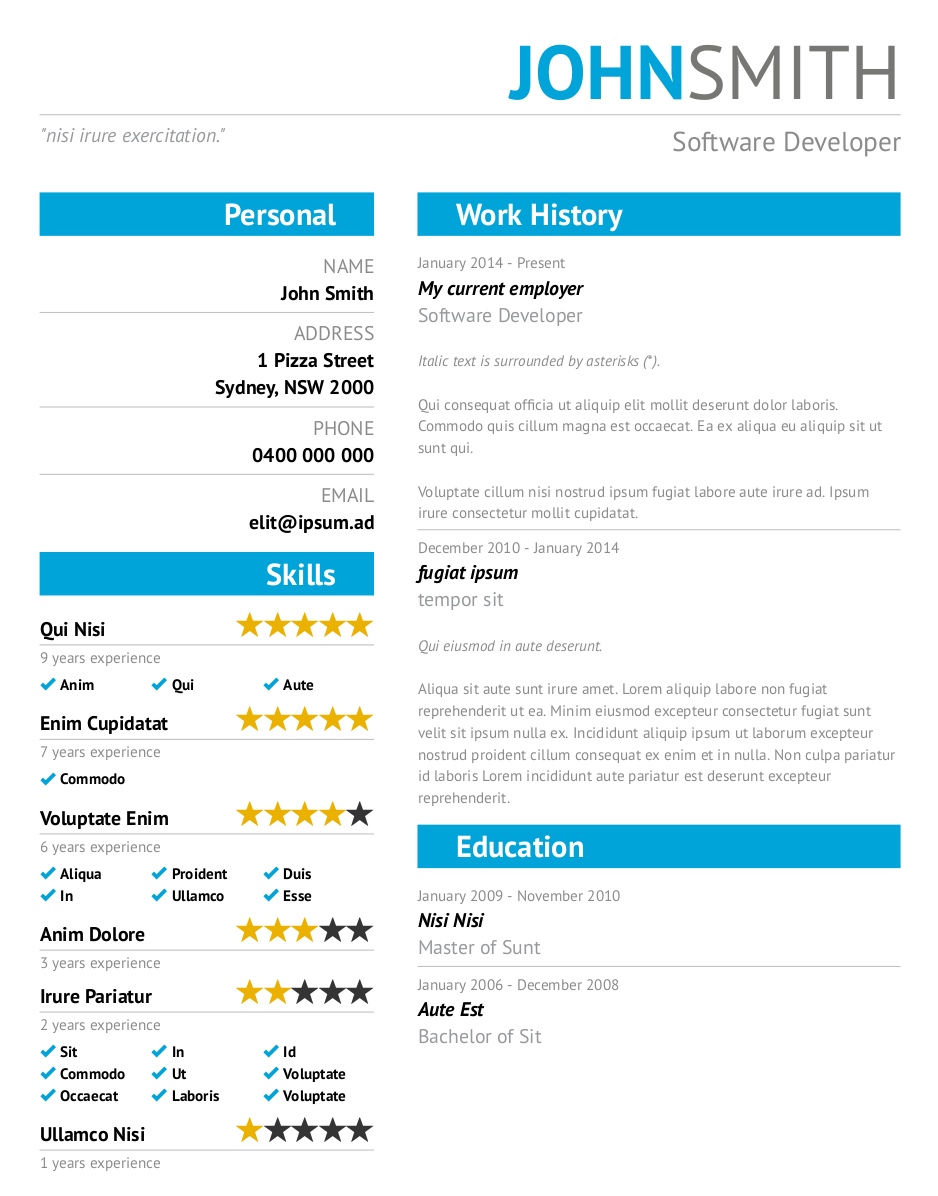 JOHNSMITH
"nisi irure exercitation."
Software Developer
Personal
NAME
John Smith
ADDRESS
1 Pizza Street
Sydney, NSW 2000
PHONE
0400 000 000
EMAIL
elit@ipsum.ad
Skills
Qui Nisi
9 years experience
Anim Qui Aute
Enim Cupidatat
7 years experience
Commodo
Voluptate Enim
6 years experience
Aliqua Proident Duis
In Ullamco Esse
Anim Dolore
3 years experience
Irure Pariatur
2 years experience
Sit In Id
Commodo Ut Voluptate
Occaecat Laboris Voluptate
Ullamco Nisi
1 years experience
Work History
January 2014 - Present
My current employer
Software Developer
Italic text is surrounded by asterisks (*).
Qui consequat officia ut aliquip elit mollit deserunt dolor laboris.
Commodo quis cillum magna est occaecat. Ea ex aliqua eu aliquip sit ut
sunt qui.
Voluptate cillum nisi nostrud ipsum fugiat labore aute irure ad. Ipsum
irure consectetur mollit cupidatat.
December 2010 - January 2014
fugiat ipsum
tempor sit
Qui eiusmod in aute deserunt.
Aliqua sit aute sunt irure amet. Lorem aliquip labore non fugiat
reprehenderit ut ea. Minim eiusmod excepteur consectetur fugiat sunt
velit sit ipsum nulla ex. Incididunt aliquip ipsum ut laborum excepteur
nostrud proident cillum consequat ex enim et in nulla. Non culpa pariatur
id laboris Lorem incididunt aute pariatur est deserunt excepteur
reprehenderit.
Education
January 2009 - November 2010
Nisi Nisi
Master of Sunt
January 2006 - December 2008
Aute Est
Bachelor of Sit